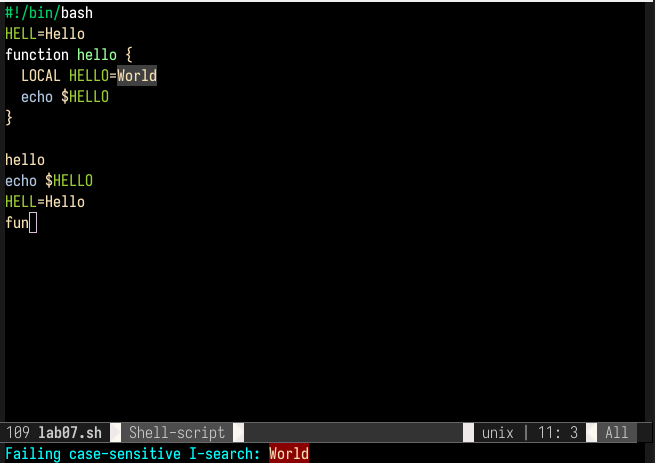 #!/bin/bash
HELL=Hello
function hello {
  LOCAL HELLO=World
  echo $HELLO
}

hello
echo $HELLO
HELL=Hello
fun
109 lab07.sh Shell-script unix | 11: 3 All
Failing case-sensitive I-search: World